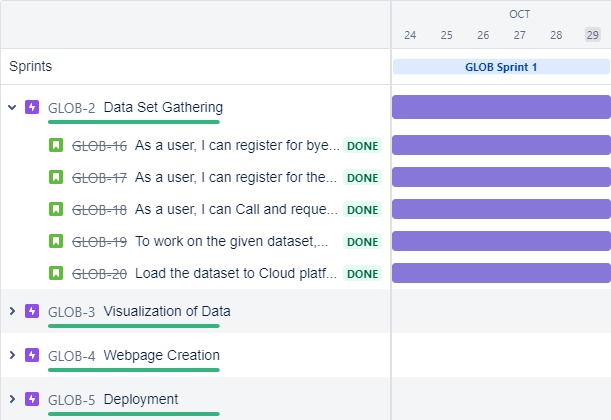 OCT
24 25 26 27 28 29
Sprints GLOB Sprint 1
GLOB-2 Data Set Gathering
GLOB-16 As a user, I can register for bye... DONE
GLOB-17 As a user, I can register for the... DONE
GLOB-18 As a user, I can Call and reque... DONE
GLOB-19 To work on the given dataset,... DONE
GLOB-20 Load the dataset to Cloud platf... DONE
GLOB-3 Visualization of Data
GLOB-4 Webpage Creation
GLOB-5 Deployment